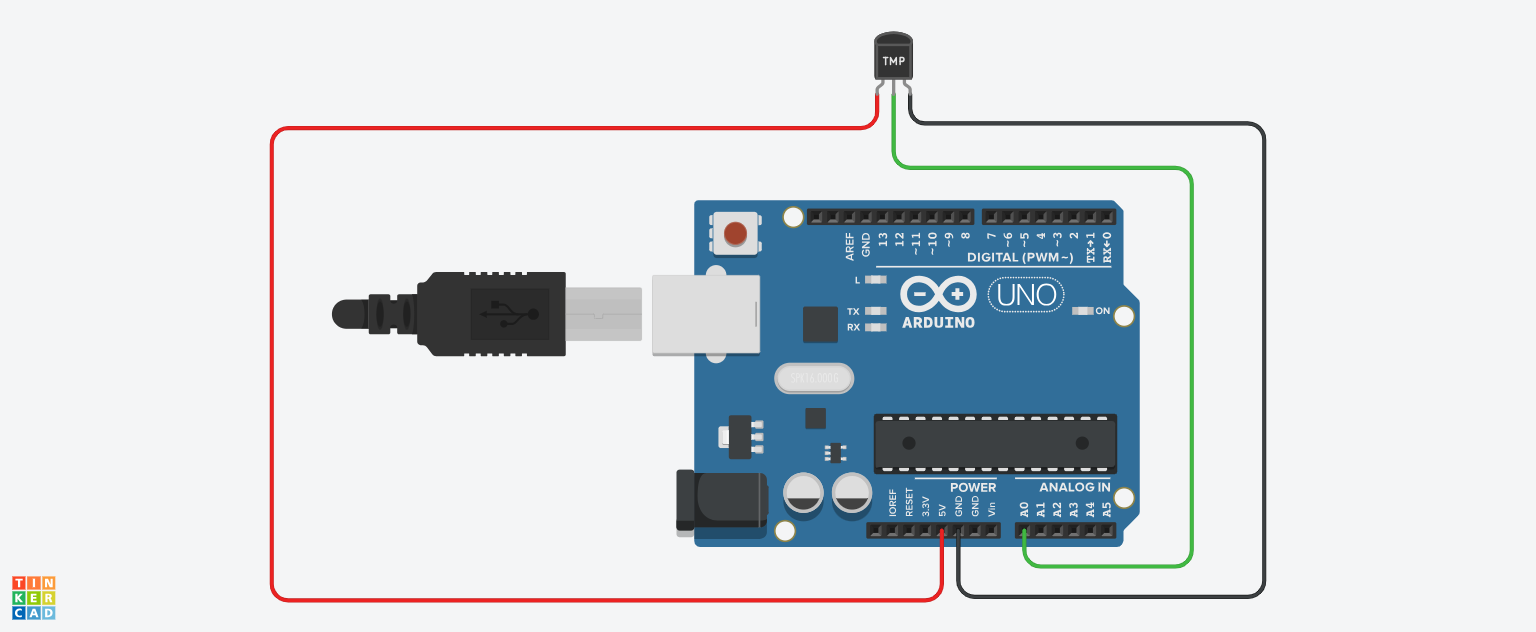 TMP
AREF
GND
13
12
~11
~10
~9
8
7
~6
~5
4
~3
2
TX→1
RX←0
DIGITAL (PWM~)
L
TX
RX
UNO
ON
ARDUINO
POWER
ANALOG IN
IOREF
RESET
3.3V
5V
GND
GND
Vin
A0
A1
A2
A3
A4
A5
TIN
KER
CAD